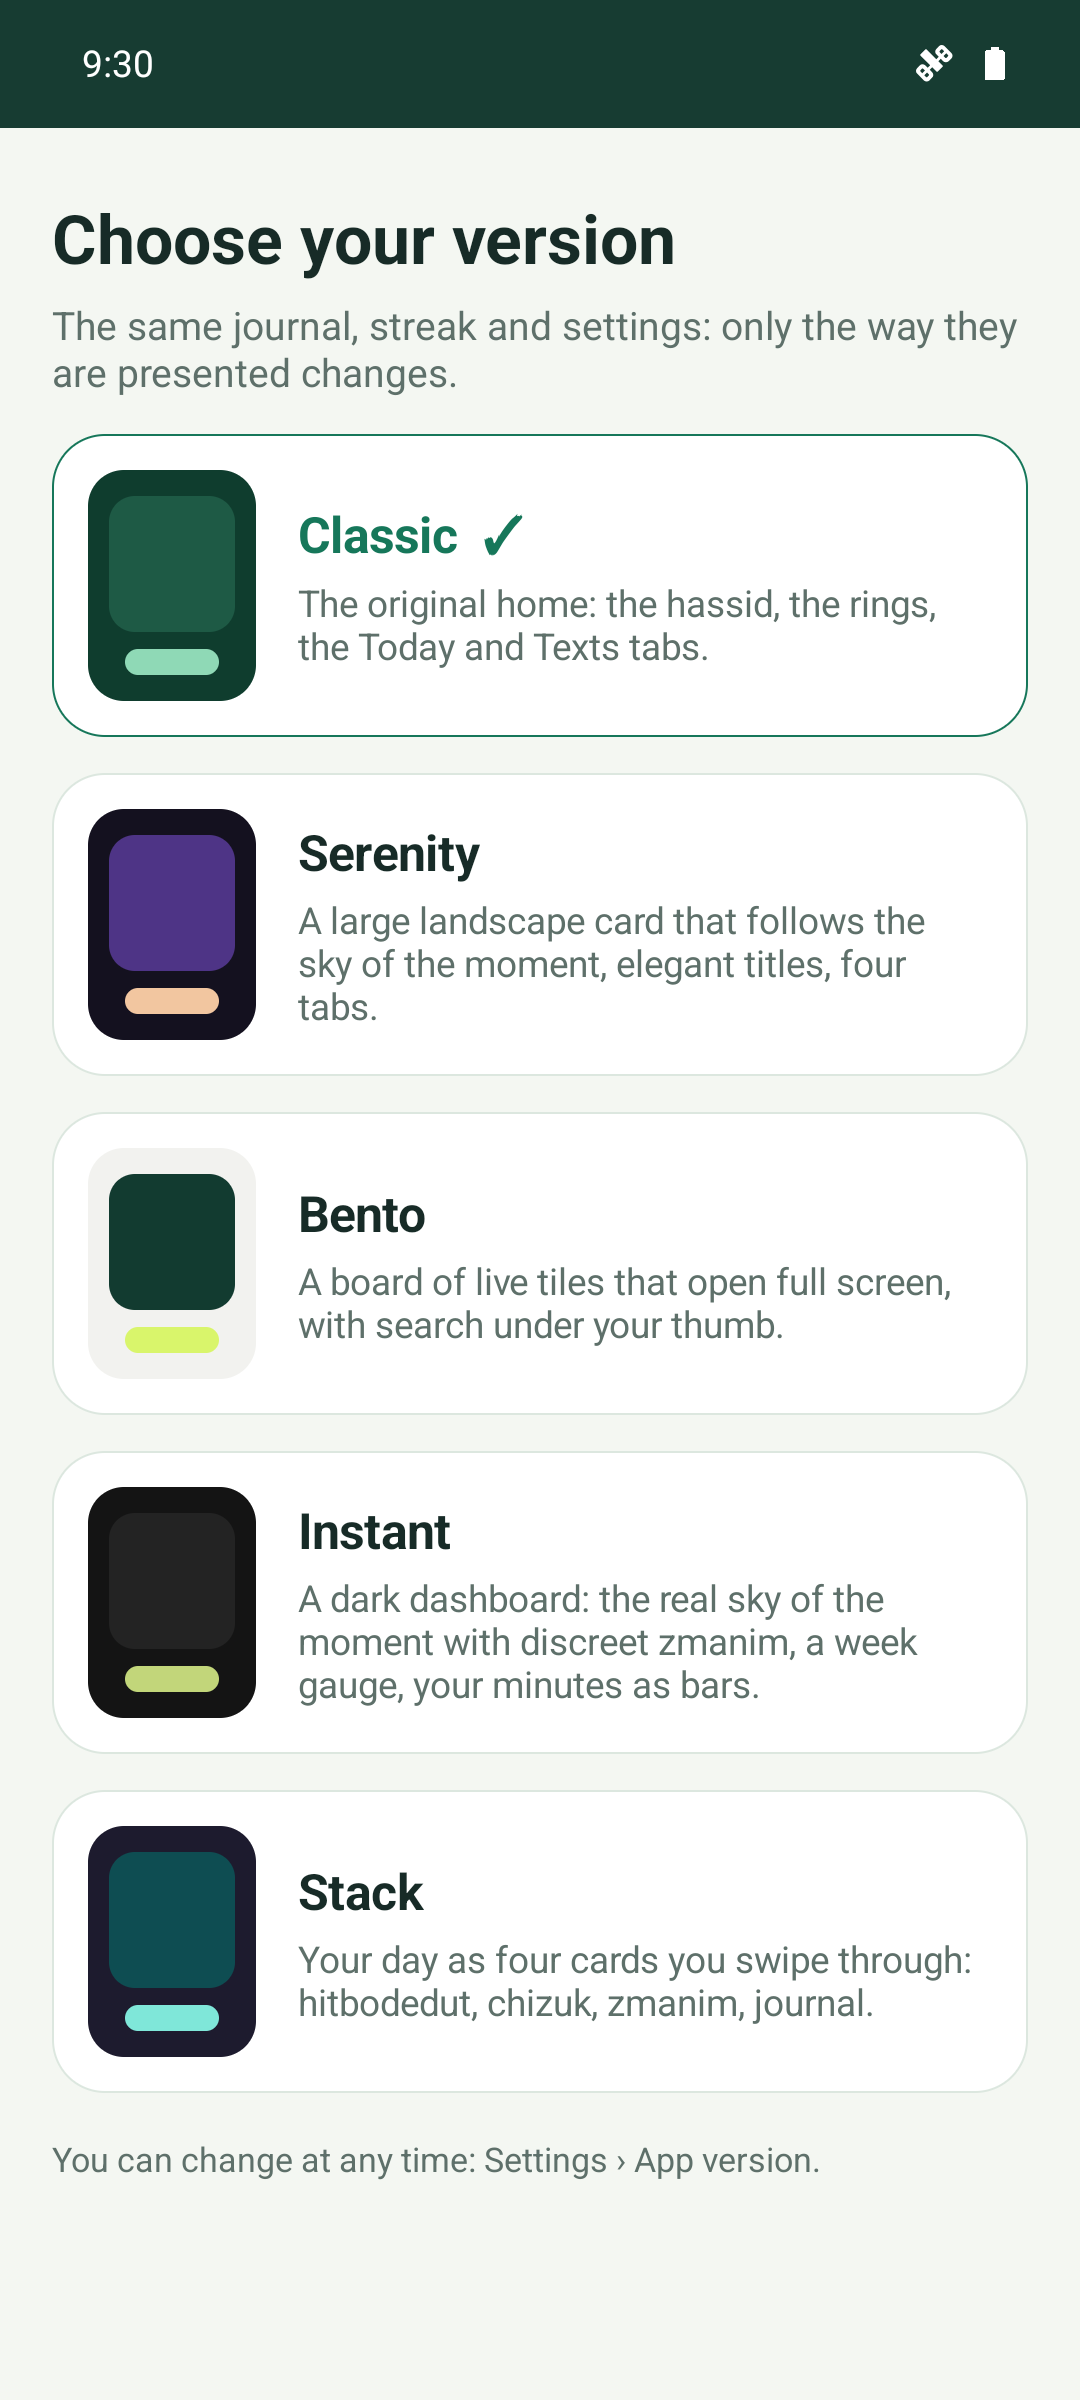 9:30
Choose your version
The same journal, streak and settings: only the way they
are presented changes.
Classic ✓
The original home: the hassid, the rings,
the Today and Texts tabs.
Serenity
A large landscape card that follows the
sky of the moment, elegant titles, four
tabs.
Bento
A board of live tiles that open full screen,
with search under your thumb.
Instant
A dark dashboard: the real sky of the
moment with discreet zmanim, a week
gauge, your minutes as bars.
Stack
Your day as four cards you swipe through:
hitbodedut, chizuk, zmanim, journal.
You can change at any time: Settings › App version.